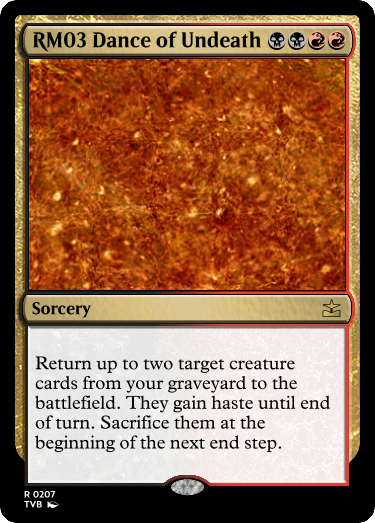 RM03 Dance of Undeath
Sorcery
Return up to two target creature
cards from your graveyard to the
battlefield. They gain haste until end
of turn. Sacrifice them at the
beginning of the next end step.
R 0207
TVB